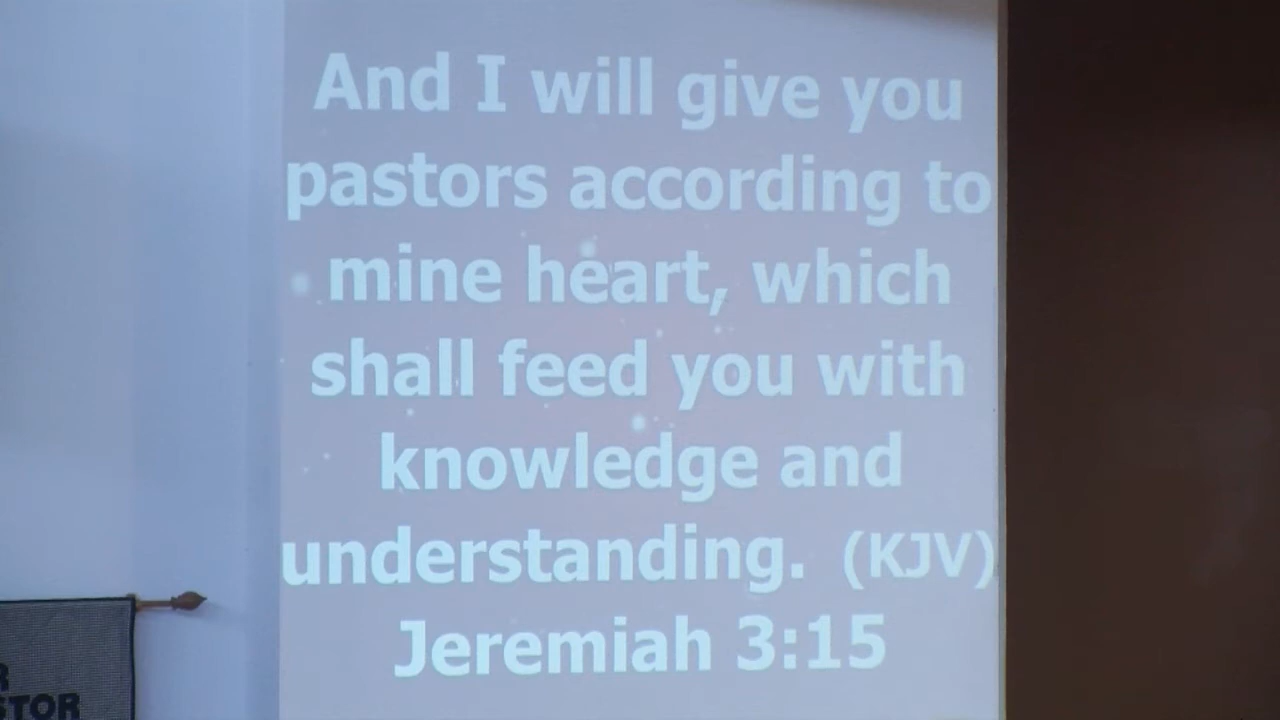 And I will give you
pastors according to
mine heart, which
shall feed you with
knowledge and
understanding. (KJV)
Jeremiah 3:15